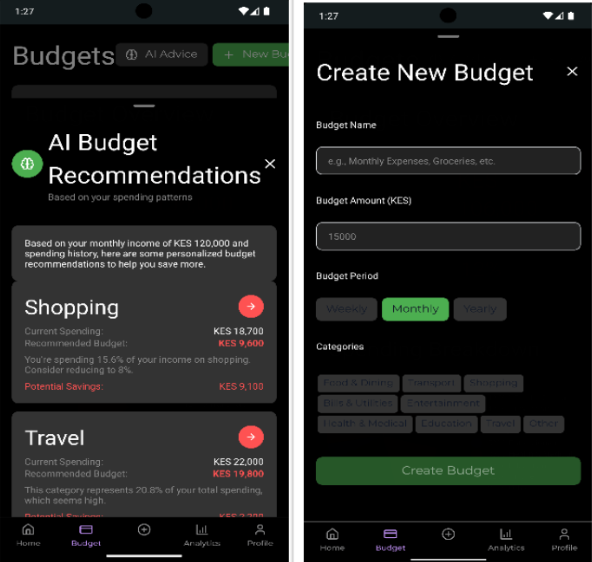 1:27
Budgets
AI Advice
+ New Bu
AI Budget
Recommendations
Based on your spending patterns
Based on your monthly income of KES 120,000 and
spending history, here are some personalized budget
recommendations to help you save more.
Shopping
Current Spending: KES 18,700
Recommended Budget: KES 9,600
You're spending 15.6% of your income on shopping.
Consider reducing to 8%.
Potential Savings: KES 9,100
Travel
Current Spending: KES 22,000
Recommended Budget: KES 19,800
This category represents 20.8% of your total spending,
which seems high.
Potential Savings: KES 2,200
Home
Budget
Analytics
Profile
1:27
Create New Budget
Budget Name
e.g., Monthly Expenses, Groceries, etc.
Budget Amount (KES)
15000
Budget Period
Weekly Monthly Yearly
Categories
Food & Dining Transport Shopping
Bills & Utilities Entertainment
Health & Medical Education Travel Other
Create Budget
Home
Budget
Analytics
Profile